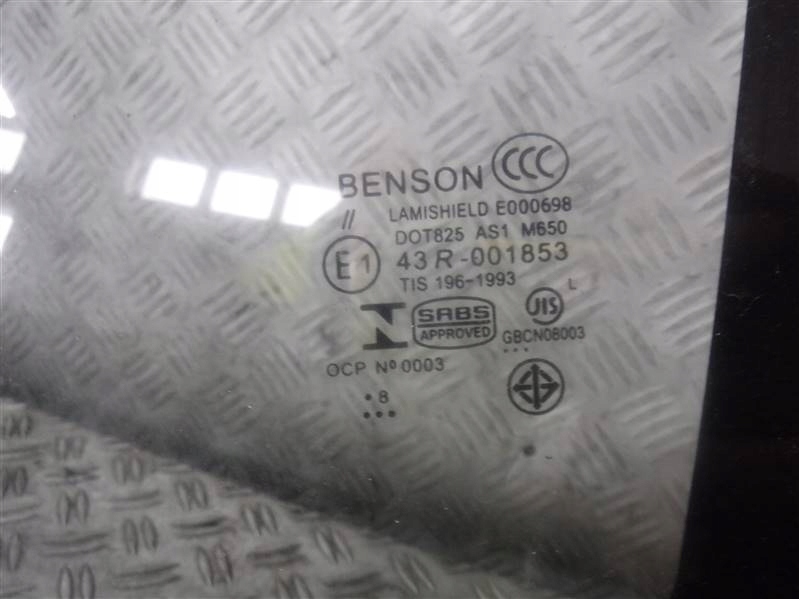 BENSON CCC
// LAMISHIELD E000698
DOT825 AS1 M650
E1 43R-001853
TIS 196-1993
SABS APPROVED JIS L
GBCN08003
OCP Nº 0003
8